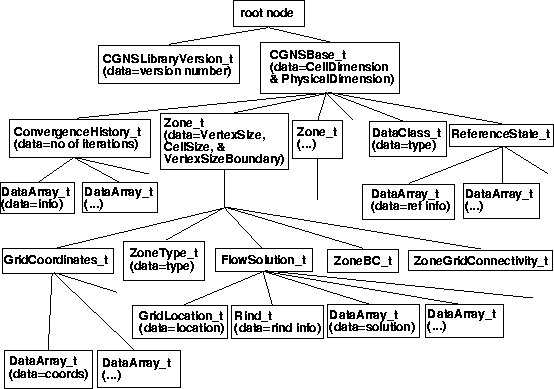 root node
CGNSLibraryVersion_t
(data=version number)
CGNSBase_t
(data=CellDimension
& PhysicalDimension)
ConvergenceHistory_t
(data=no of iterations)
Zone_t
(data=VertexSize,
CellSize, &
VertexSizeBoundary)
Zone_t
(...)
DataClass_t
(data=type)
ReferenceState_t
DataArray_t
(data=info)
DataArray_t
(...)
DataArray_t
(data=ref info)
DataArray_t
(...)
GridCoordinates_t
ZoneType_t
(data=type)
FlowSolution_t
ZoneBC_t
ZoneGridConnectivity_t
GridLocation_t
(data=location)
Rind_t
(data=rind info)
DataArray_t
(data=solution)
DataArray_t
(...)
DataArray_t
(data=coords)
DataArray_t
(...)